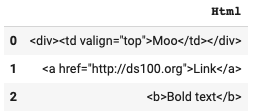 Html
0 <div><td valign="top">Moo</td></div>
1 <a href="http://ds100.org">Link</a>
2 <b>Bold text</b>